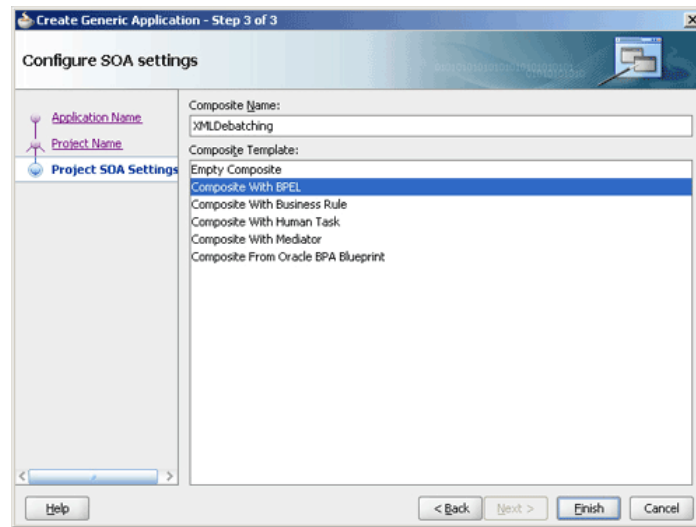 Create Generic Application - Step 3 of 3
Configure SOA settings
Application Name
Project Name
Project SOA Settings
Composite Name:
XMLDebatching
Composite Template:
Empty Composite
Composite With BPEL
Composite With Business Rule
Composite With Human Task
Composite With Mediator
Composite From Oracle BPA Blueprint
Help
< Back
Next >
Finish
Cancel